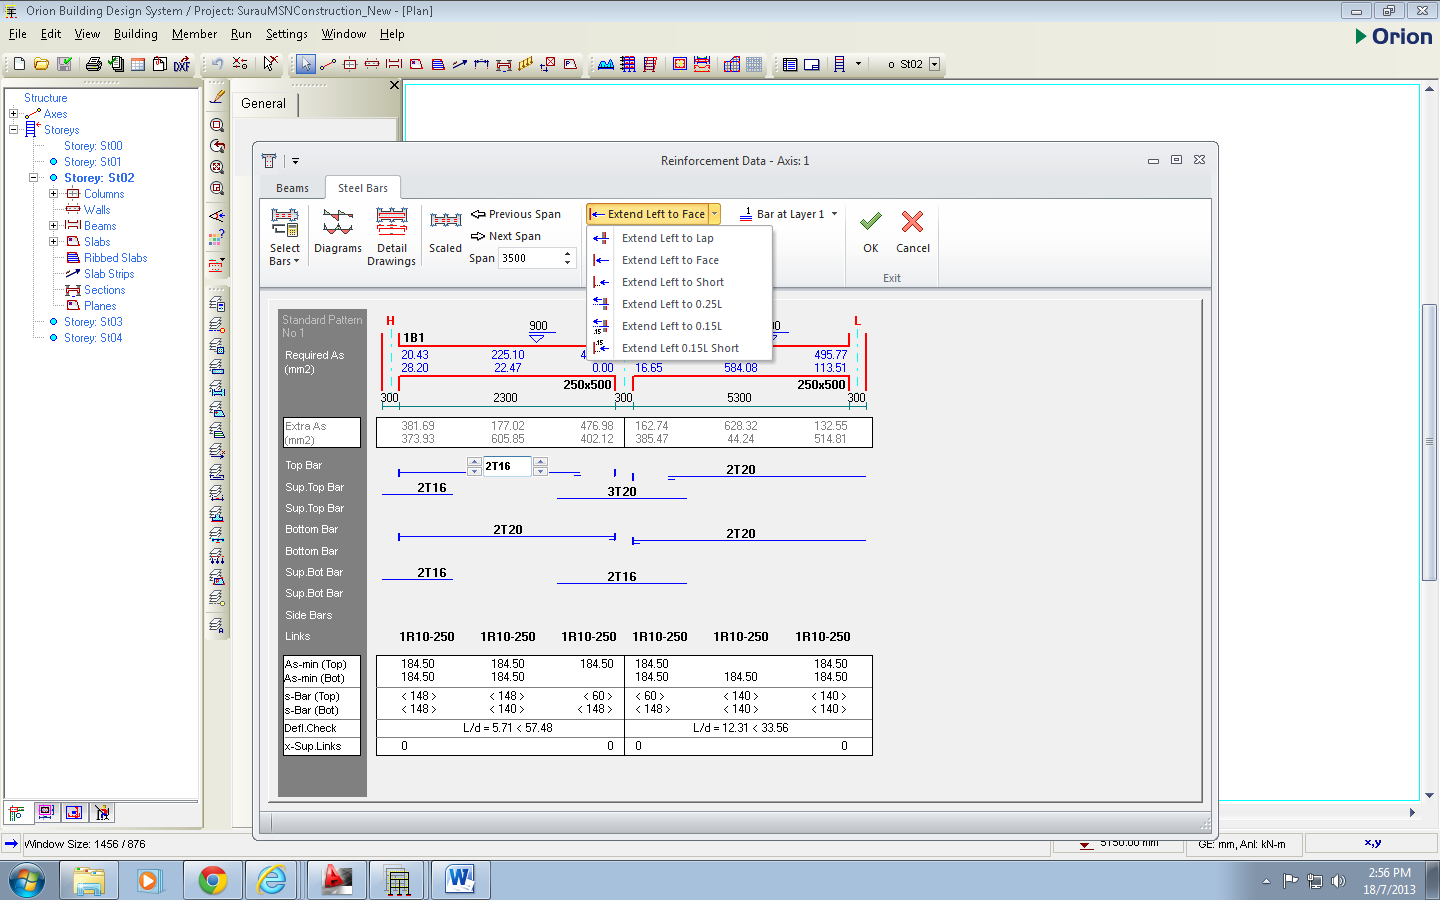 Orion Building Design System / Project: SurauMSNConstruction_New - [Plan]
File Edit View Building Member Run Settings Window Help
Orion
DXF
St02
General
Structure
Axes
Storeys
Storey: St00
Storey: St01
Storey: St02
Columns
Walls
Beams
Slabs
Ribbed Slabs
Slab Strips
Sections
Planes
Storey: St03
Storey: St04
Reinforcement Data - Axis: 1
Beams Steel Bars
Select Bars
Diagrams
Detail Drawings
Scaled
Previous Span
Next Span
Span 3500
Extend Left to Face
Bar at Layer 1
OK
Cancel
Exit
Extend Left to Lap
Extend Left to Face
Extend Left to Short
Extend Left to 0.25L
Extend Left to 0.15L
Extend Left 0.15L Short
Standard Pattern
No 1
H 900 L
1B1
Required As 20.43 225.10 495.77
(mm2) 28.20 22.47 0.00 16.65 584.08 113.51
250x500 250x500
300 2300 300 5300 300
Extra As 381.69 177.02 476.98 162.74 628.32 132.55
(mm2) 373.93 605.85 402.12 385.47 44.24 514.81
Top Bar 2T16 2T20
Sup.Top Bar 2T16 3T20
Sup.Top Bar
Bottom Bar 2T20 2T20
Bottom Bar
Sup.Bot Bar 2T16 2T16
Sup.Bot Bar
Side Bars
Links 1R10-250 1R10-250 1R10-250 1R10-250 1R10-250 1R10-250
As-min (Top) 184.50 184.50 184.50 184.50 184.50
As-min (Bot) 184.50 184.50 184.50 184.50 184.50
s-Bar (Top) < 148 > < 148 > < 60 > < 60 > < 140 > < 140 >
s-Bar (Bot) < 148 > < 140 > < 148 > < 148 > < 140 > < 140 >
Defl.Check L/d = 5.71 < 57.48 L/d = 12.31 < 33.56
x-Sup.Links 0 0 0 0
Window Size: 1456 / 876
5150.00 mm
GE: mm, Anl: kN-m
x,y
2:56 PM
18/7/2013